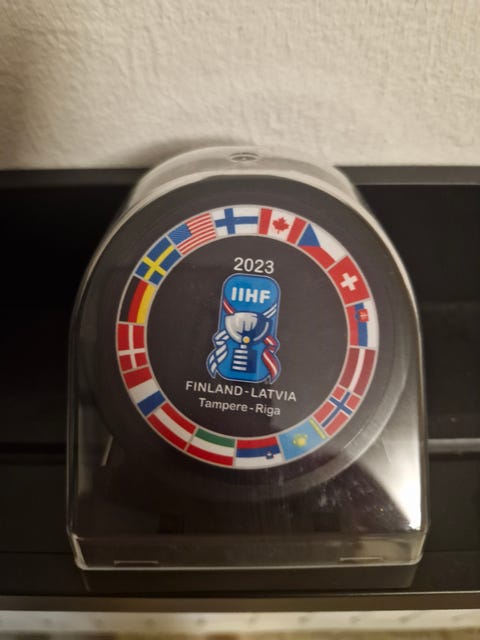 2023
IIHF
FINLAND-LATVIA
Tampere-Riga